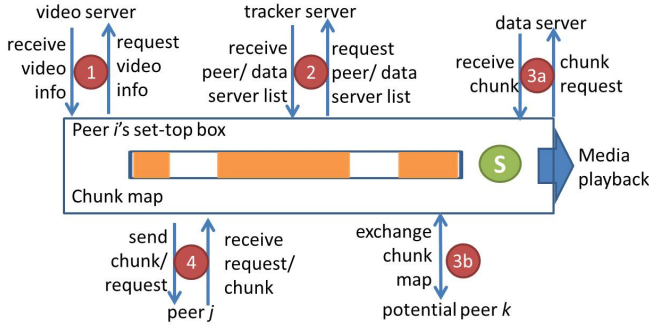 video server
tracker server
data server
receive
video
info
1
request
video
info
receive
peer/ data
server list
2
request
peer/ data
server list
receive
chunk
3a
chunk
request
Peer i's set-top box
S
Media
playback
Chunk map
send
chunk/
request
4
receive
request/
chunk
exchange
chunk
map
3b
peer j
potential peer k